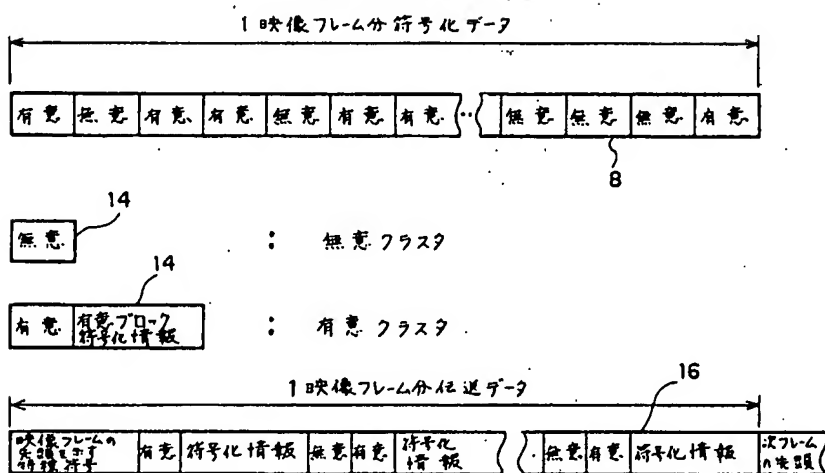 1映像フレーム分符号化データ
有意 無意 有意 有意 無意 有意 有意 ‥ 無意 無意 無意 有意
8
14
無意 : 無意クラスタ
14
有意 有意ブロック符号化情報 : 有意クラスタ
1映像フレーム分伝送データ
16
映像フレームの先頭を示す特種符号 有意 符号化情報 無意 有意 符号化情報 無意 有意 符号化情報 次フレームの先頭